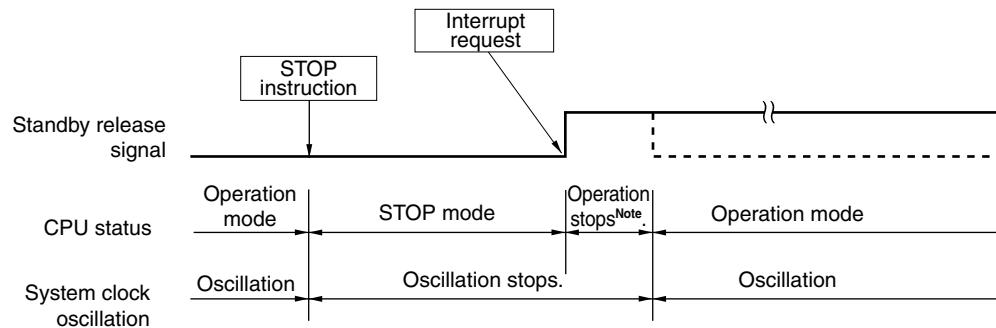 Interrupt
request
STOP
instruction
Standby release
signal
CPU status
Operation
mode
STOP mode
Operation
stopsNote.
Operation mode
System clock
oscillation
Oscillation
Oscillation stops.
Oscillation